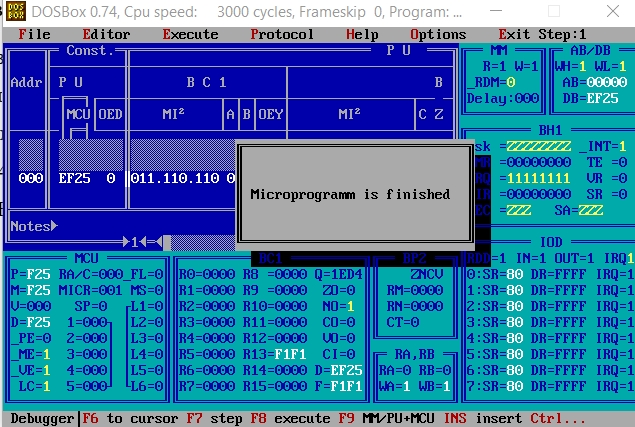 DOSBox 0.74, Cpu speed: 3000 cycles, Frameskip 0, Program: ...
File Editor Execute Protocol Help Options Exit Step:1
Const. P U
Addr P U B C 1 B
MCU OED MI² A B OEY MI² C Z
000 EF25 0 011.110.110 0
Notes
1
Microprogramm is finished
MM
R=1 W=1
_RDM=0
Delay:000
AB/DB
WH=1 WL=1
AB=00000
DB=EF25
BH1
sk =ZZZZZZZZ _INT=1
=00000000 TE =0
=11111111 VR =0
=00000000 SR =0
=ZZZ SA=ZZZ
MCU
P=F25 RA/C=000_FL=0
M=F25 MICR=001 MS=0
V=000 SP=0 L1=0
D=F25 1=000 L2=0
_PE=0 2=000 L3=0
_ME=1 3=000 L4=0
_VE=1 4=000 L5=0
_LC=1 5=000 L6=0
BC1
R0=0000 R8 =0000 Q=1ED4
R1=0000 R9 =0000 ZO=0
R2=0000 R10=0000 NO=1
R3=0000 R11=0000 CO=0
R4=0000 R12=0000 VO=0
R5=0000 R13=F1F1 CI=0
R6=0000 R14=0000 D=EF25
R7=0000 R15=0000 F=F1F1
BP2
ZNCV
RM=0000
RN=0000
CT=0
RA,RB
RA=0 RB=0
WA=1 WB=1
IOD
RDD=1 IN=1 OUT=1 IRQ1
0:SR=80 DR=FFFF IRQ=1
1:SR=80 DR=FFFF IRQ=1
2:SR=80 DR=FFFF IRQ=1
3:SR=80 DR=FFFF IRQ=1
4:SR=80 DR=FFFF IRQ=1
5:SR=80 DR=FFFF IRQ=1
6:SR=80 DR=FFFF IRQ=1
7:SR=80 DR=FFFF IRQ=1
Debugger F6 to cursor F7 step F8 execute F9 MM/PU+MCU INS insert Ctrl...